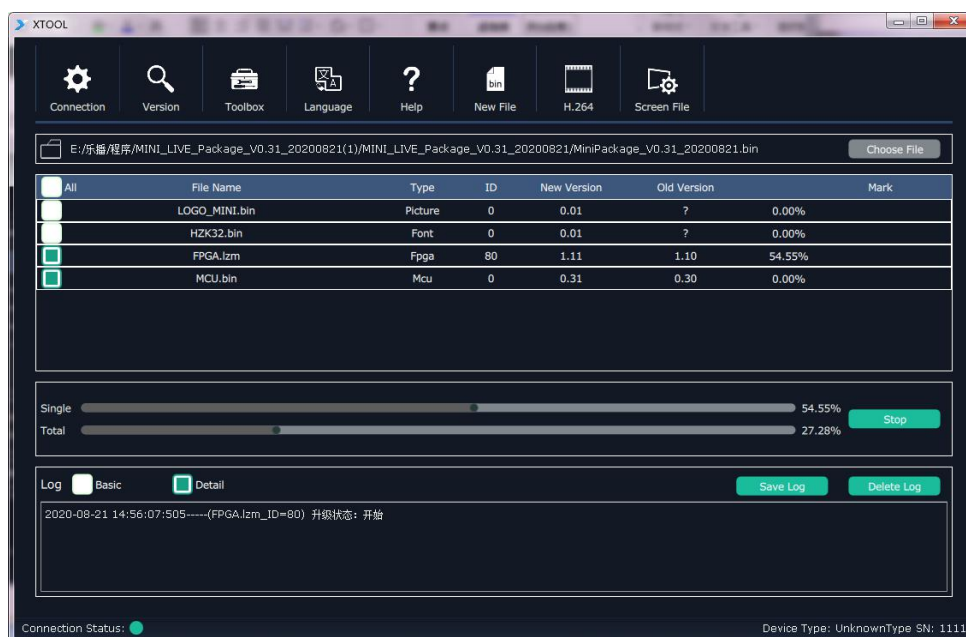 XTOOL
Connection Version Toolbox Language Help New File H.264 Screen File
bin
文 A
E:/乐播/程序/MINI_LIVE_Package_V0.31_20200821(1)/MINI_LIVE_Package_V0.31_20200821/MiniPackage_V0.31_20200821.bin Choose File
All File Name Type ID New Version Old Version Mark
LOGO_MINI.bin Picture 0 0.01 ? 0.00%
HZK32.bin Font 0 0.01 ? 0.00%
FPGA.lzm Fpga 80 1.11 1.10 54.55%
MCU.bin Mcu 0 0.31 0.30 0.00%
Single 54.55%
Stop
Total 27.28%
Log Basic Detail Save Log Delete Log
2020-08-21 14:56:07:505-----(FPGA.lzm_ID=80) 升级状态：开始
Connection Status: Device Type: UnknownType SN: 1111